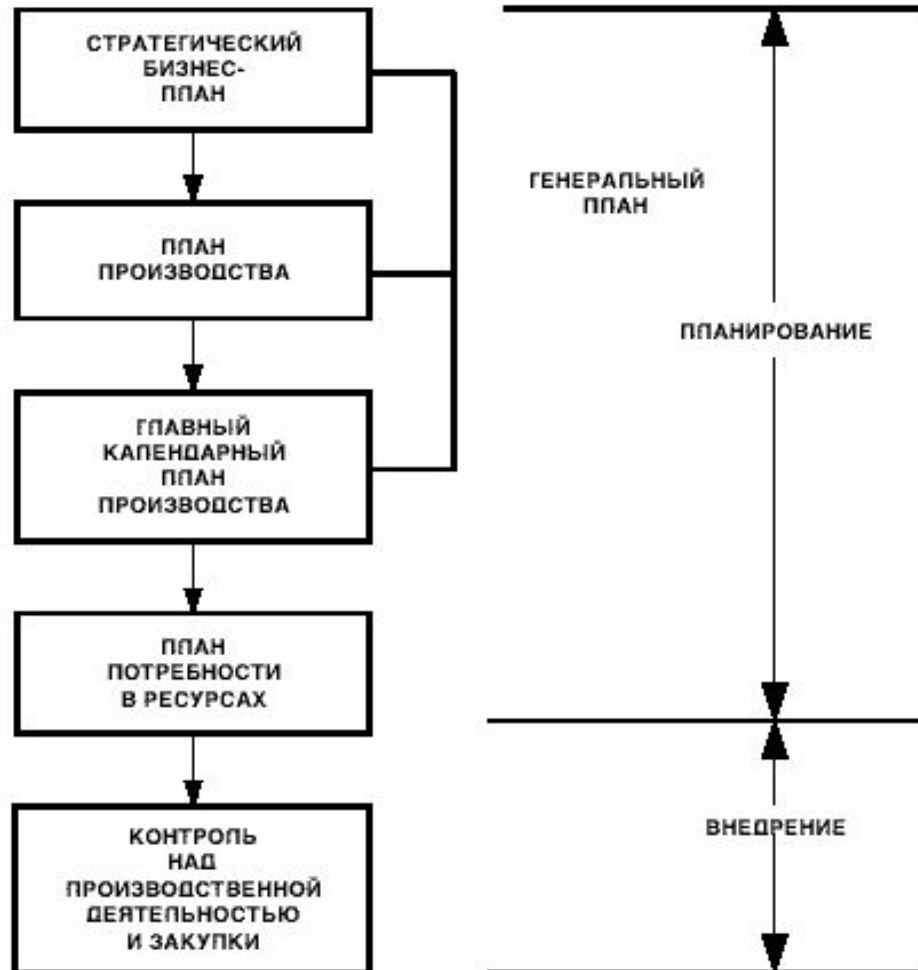 СТРАТЕГИЧЕСКИЙ
БИЗНЕС-
ПЛАН
ПЛАН
ПРОИЗВОДСТВА
ГЛАВНЫЙ
КАЛЕНДАРНЫЙ
ПЛАН
ПРОИЗВОДСТВА
ПЛАН
ПОТРЕБНОСТИ
В РЕСУРСАХ
КОНТРОЛЬ
НАД
ПРОИЗВОДСТВЕННОЙ
ДЕЯТЕЛЬНОСТЬЮ
И ЗАКУПКИ
ГЕНЕРАЛЬНЫЙ
ПЛАН
ПЛАНИРОВАНИЕ
ВНЕДРЕНИЕ